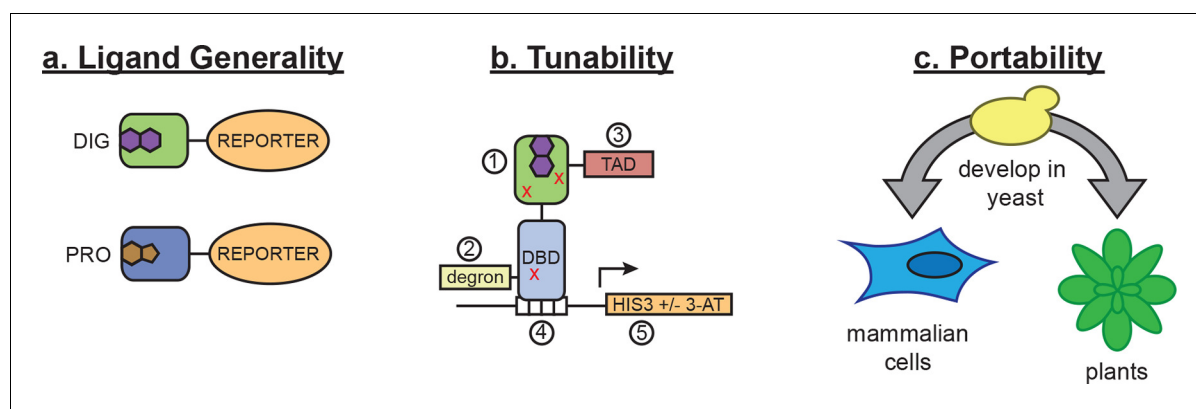 a. Ligand Generality
DIG
REPORTER
PRO
REPORTER
b. Tunability
①
③
TAD
②
degron
DBD
x
x
x
④
HIS3 +/- 3-AT
⑤
c. Portability
develop in
yeast
mammalian
cells
plants